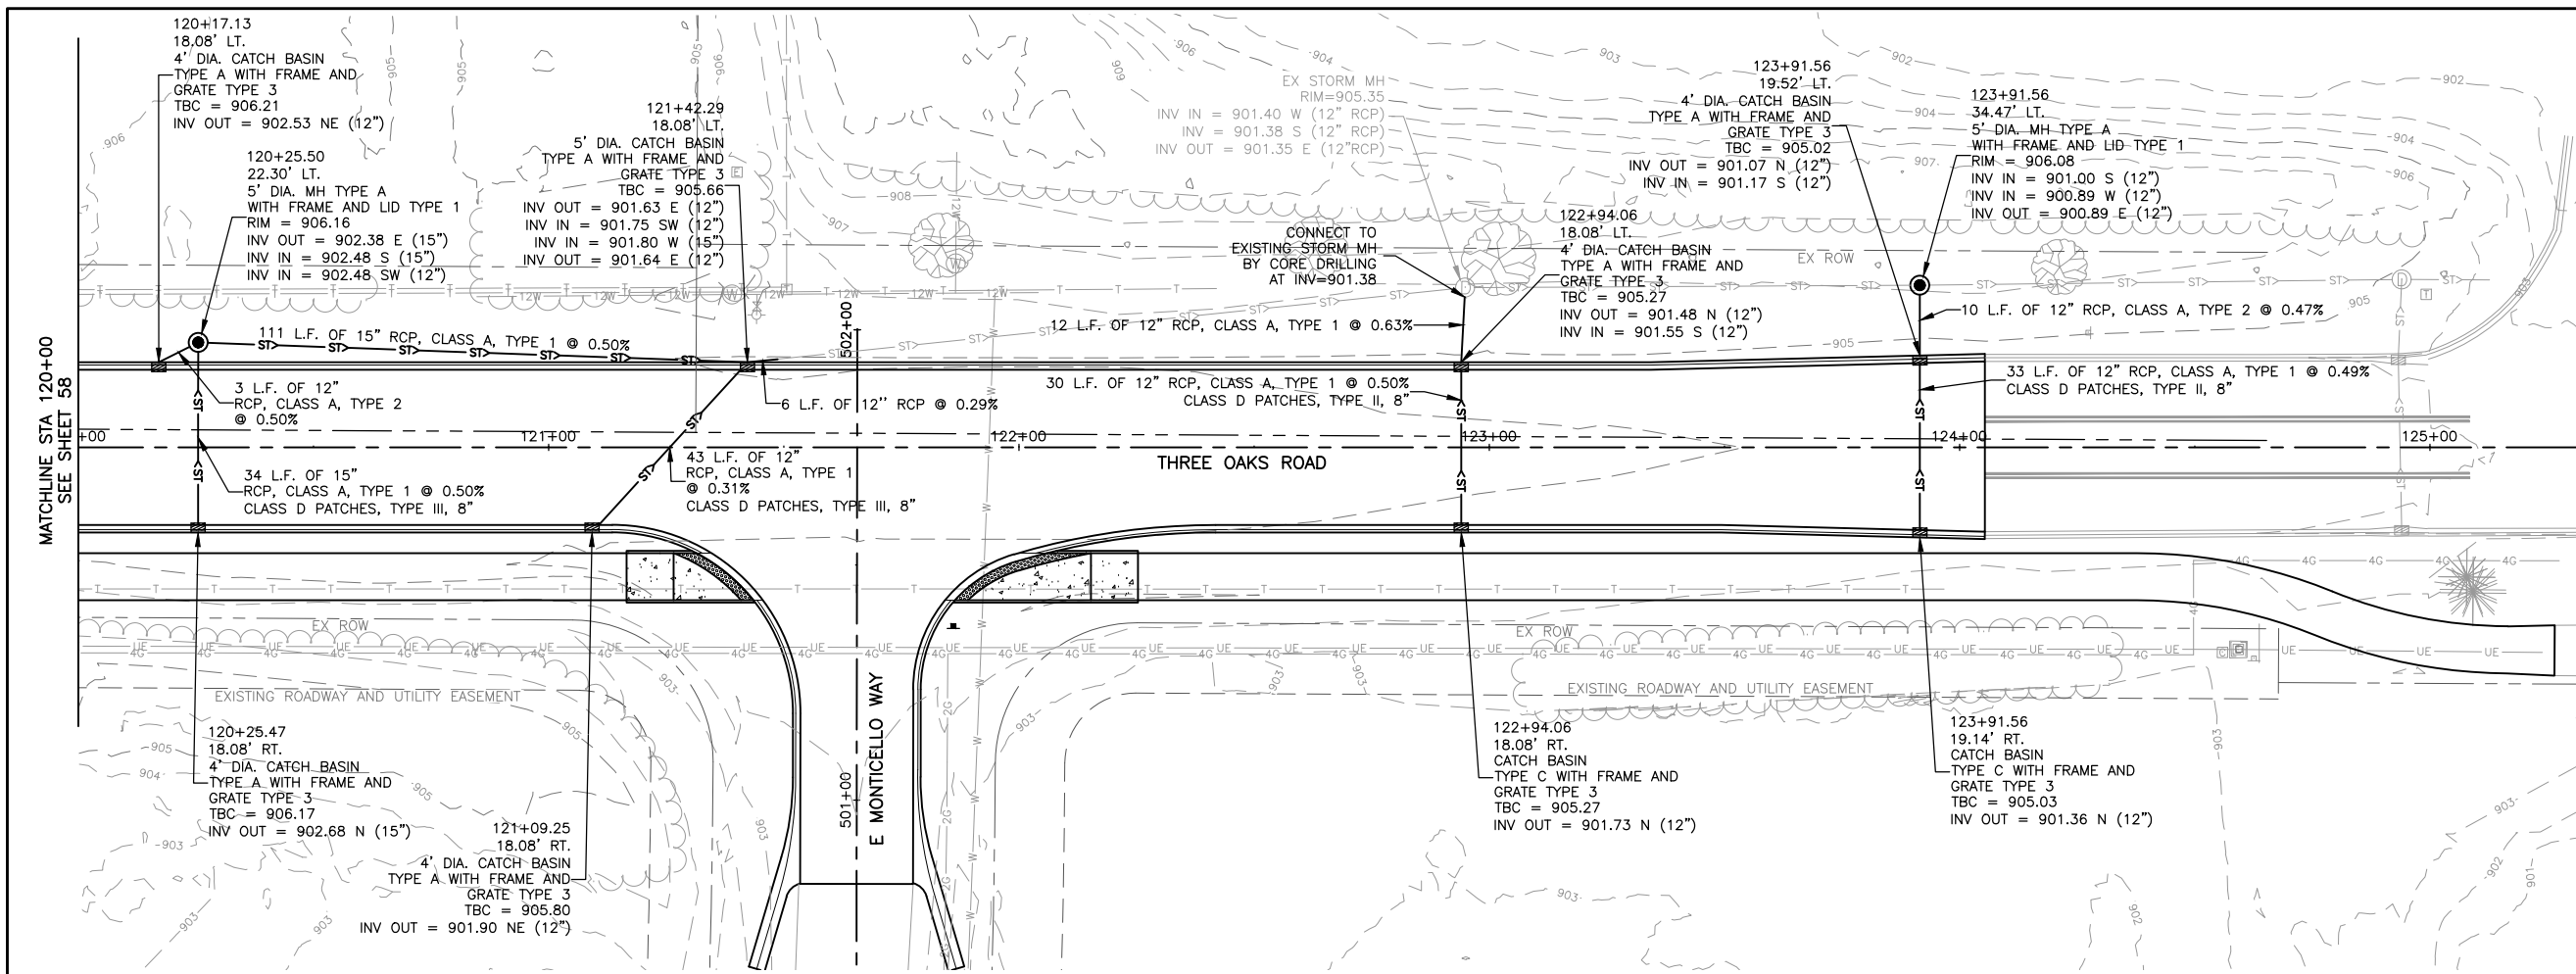 120+17.13
18.08' LT.
4' DIA. CATCH BASIN
TYPE A WITH FRAME AND
GRATE TYPE 3
TBC = 906.21
INV OUT = 902.53 NE (12")
120+25.50
22.30' LT.
5' DIA. MH TYPE A
WITH FRAME AND LID TYPE 1
RIM = 906.16
INV OUT = 902.38 E (15")
INV IN = 902.48 S (15")
INV IN = 902.48 SW (12")
121+42.29
18.08' LT.
5' DIA. CATCH BASIN
TYPE A WITH FRAME AND
GRATE TYPE 3
TBC = 905.66
INV OUT = 901.63 E (12")
INV IN = 901.75 SW (12")
INV IN = 901.80 W (15")
INV OUT = 901.64 E (12")
EX STORM MH
RIM=905.35
INV IN = 901.40 W (12" RCP)
INV = 901.38 S (12" RCP)
INV OUT = 901.35 E (12"RCP)
CONNECT TO
EXISTING STORM MH
BY CORE DRILLING
AT INV=901.38
123+91.56
19.52' LT.
4' DIA. CATCH BASIN
TYPE A WITH FRAME AND
GRATE TYPE 3
TBC = 905.02
INV OUT = 901.07 N (12")
INV IN = 901.17 S (12")
122+94.06
18.08' LT.
4' DIA. CATCH BASIN
TYPE A WITH FRAME AND
GRATE TYPE 3
TBC = 905.27
INV OUT = 901.48 N (12")
INV IN = 901.55 S (12")
123+91.56
34.47' LT.
5' DIA. MH TYPE A
WITH FRAME AND LID TYPE 1
RIM = 906.08
INV IN = 901.00 S (12")
INV IN = 900.89 W (12")
INV OUT = 900.89 E (12")
EX ROW
111 L.F. OF 15" RCP, CLASS A, TYPE 1 @ 0.50%
12 L.F. OF 12" RCP, CLASS A, TYPE 1 @ 0.63%
10 L.F. OF 12" RCP, CLASS A, TYPE 2 @ 0.47%
MATCHLINE STA 120+00
SEE SHEET 58
3 L.F. OF 12"
RCP, CLASS A, TYPE 2
@ 0.50%
6 L.F. OF 12'' RCP @ 0.29%
502+00
30 L.F. OF 12" RCP, CLASS A, TYPE 1 @ 0.50%
CLASS D PATCHES, TYPE II, 8"
33 L.F. OF 12" RCP, CLASS A, TYPE 1 @ 0.49%
CLASS D PATCHES, TYPE II, 8"
+00
121+00
122+00
123+00
124+00
125+00
34 L.F. OF 15"
RCP, CLASS A, TYPE 1 @ 0.50%
CLASS D PATCHES, TYPE III, 8"
43 L.F. OF 12"
RCP, CLASS A, TYPE 1
@ 0.31%
CLASS D PATCHES, TYPE III, 8"
THREE OAKS ROAD
EX ROW
EX ROW
EXISTING ROADWAY AND UTILITY EASEMENT
EXISTING ROADWAY AND UTILITY EASEMENT
501+00
E MONTICELLO WAY
120+25.47
18.08' RT.
4' DIA. CATCH BASIN
TYPE A WITH FRAME AND
GRATE TYPE 3
TBC = 906.17
INV OUT = 902.68 N (15")
121+09.25
18.08' RT.
4' DIA. CATCH BASIN
TYPE A WITH FRAME AND
GRATE TYPE 3
TBC = 905.80
INV OUT = 901.90 NE (12")
122+94.06
18.08' RT.
CATCH BASIN
TYPE C WITH FRAME AND
GRATE TYPE 3
TBC = 905.27
INV OUT = 901.73 N (12")
123+91.56
19.14' RT.
CATCH BASIN
TYPE C WITH FRAME AND
GRATE TYPE 3
TBC = 905.03
INV OUT = 901.36 N (12")